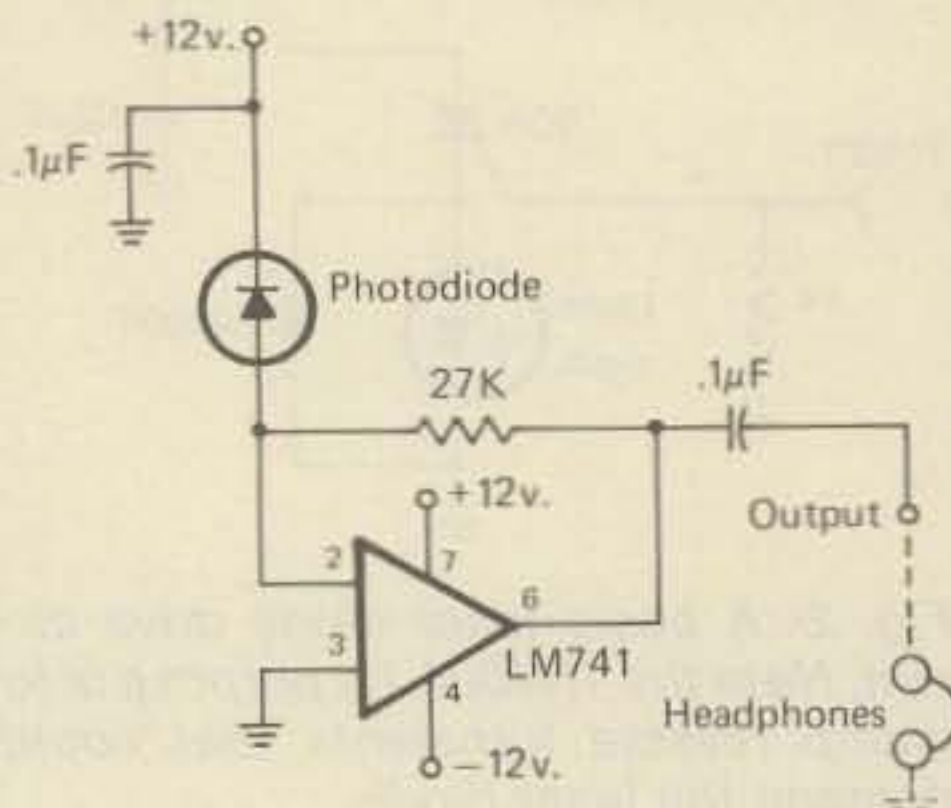 +12v.
.1μF
Photodiode
27K
.1μF
+12v.
Output
2
7
6
3
LM741
4
Headphones
−12v.